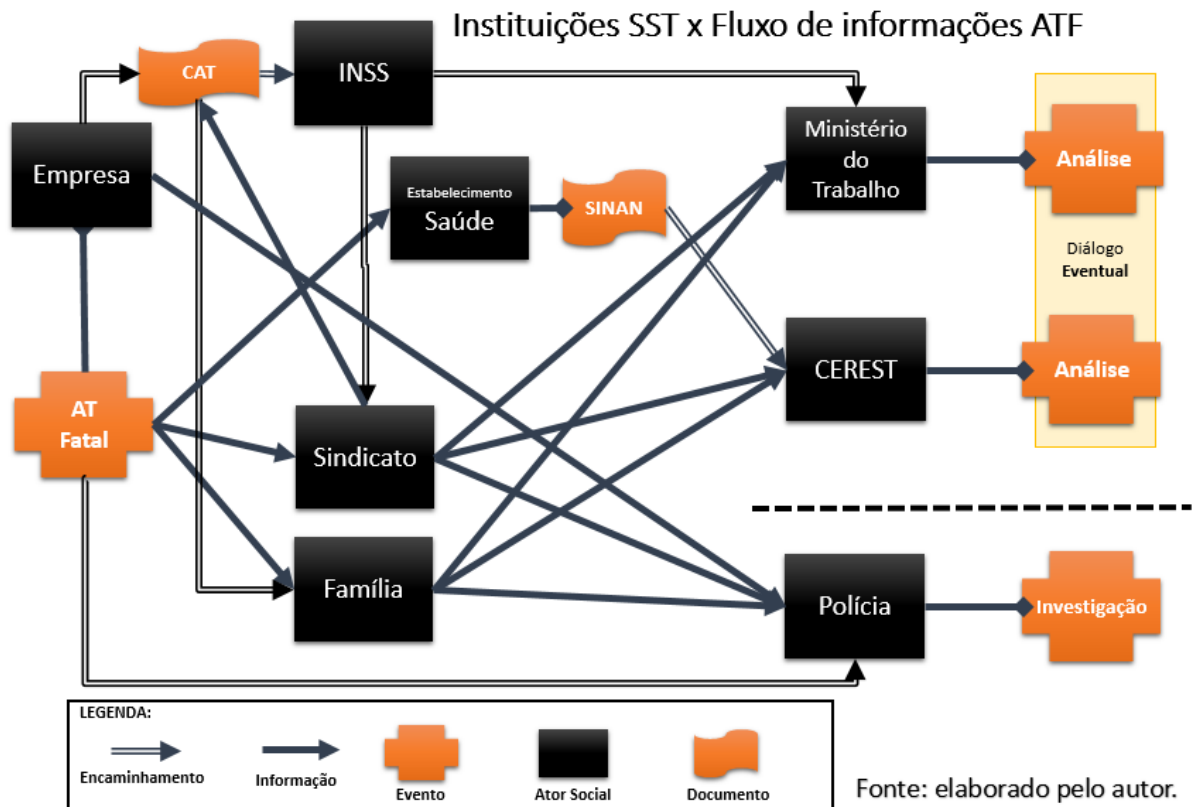 Instituições SST x Fluxo de informações ATF
CAT
INSS
Empresa
Estabelecimento
Saúde
SINAN
Ministério
do
Trabalho
Análise
Diálogo
Eventual
AT
Fatal
Sindicato
CEREST
Análise
Família
Polícia
Investigação
LEGENDA:
Encaminhamento
Informação
Evento
Ator Social
Documento
Fonte: elaborado pelo autor.